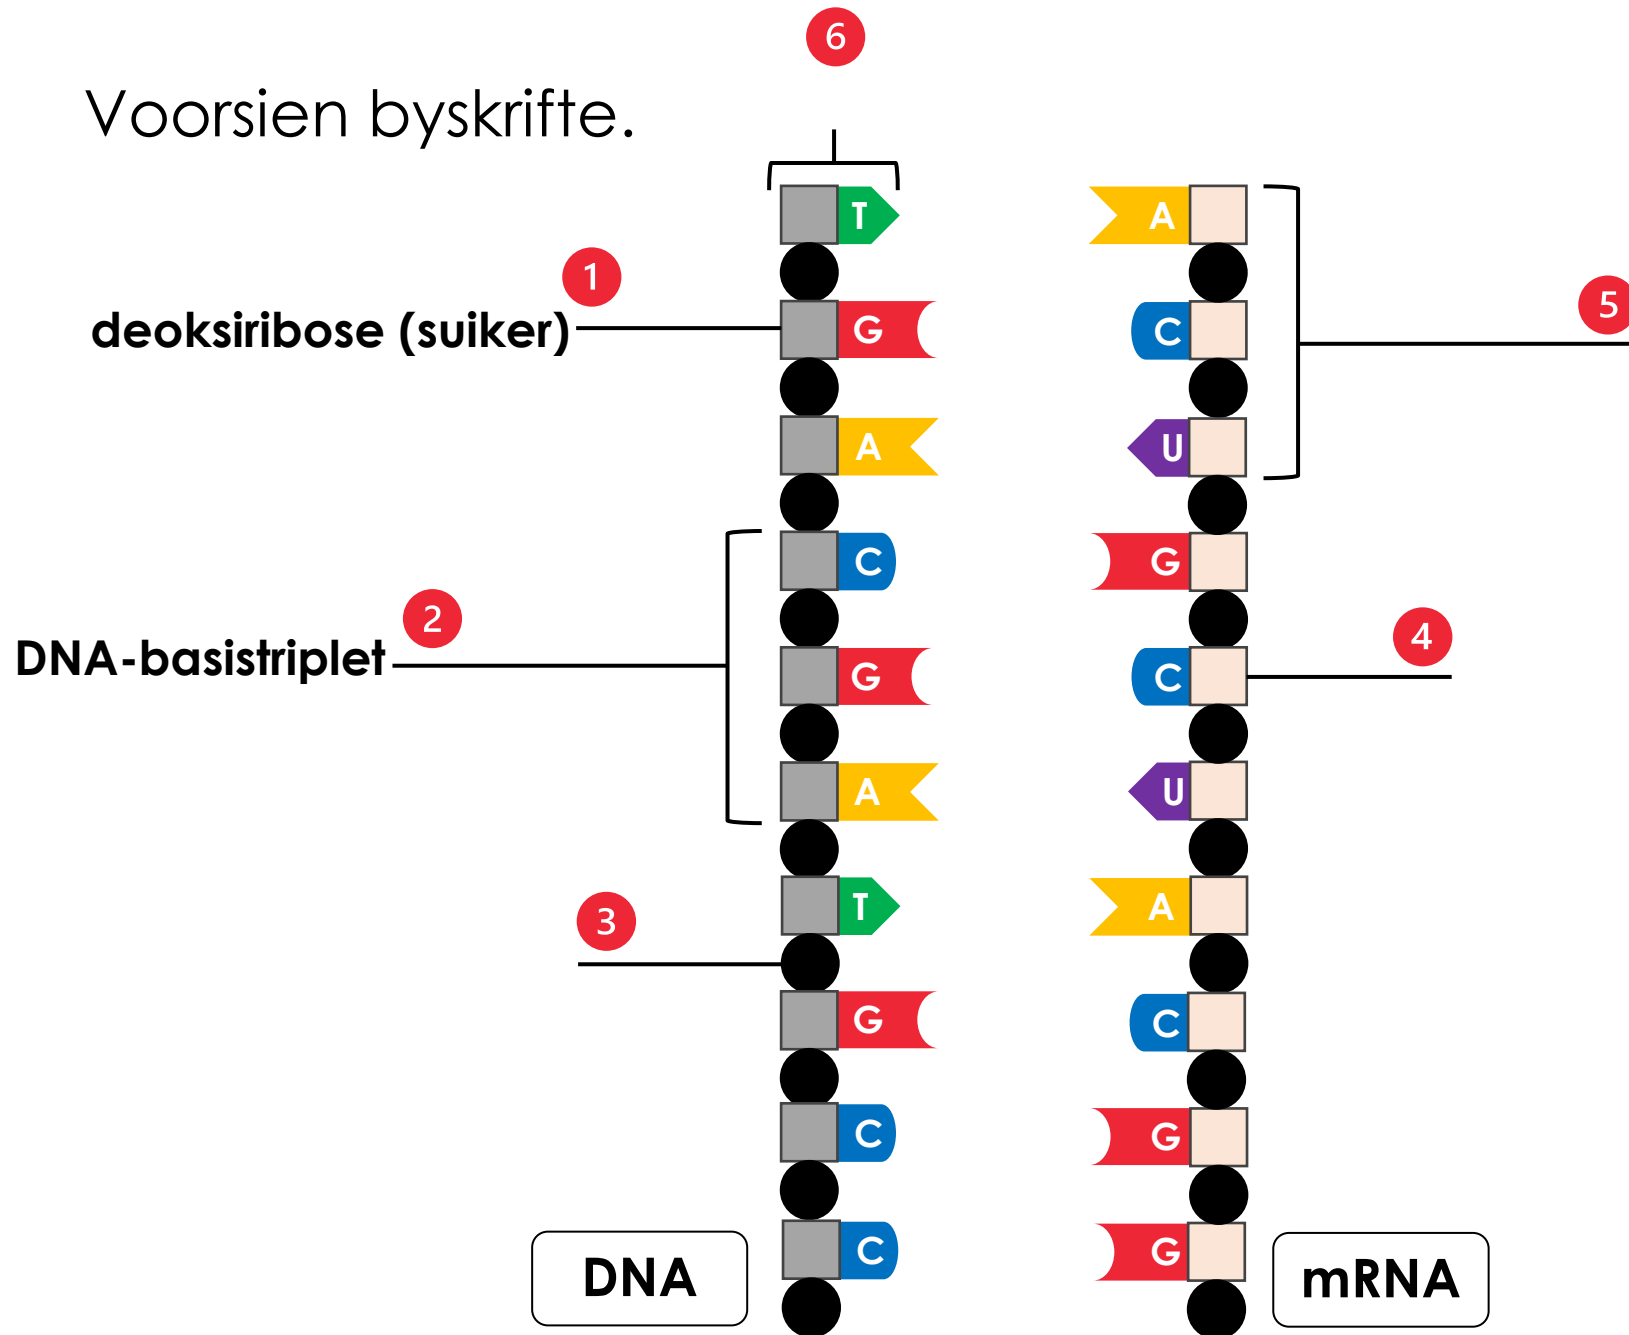 6
Voorsien byskrifte.
T A
1
5
deoksiribose (suiker)
G C
A U
C G
2
4
DNA-basistriplet
G C
A U
T A
3
G C
C G
C G
DNA
mRNA